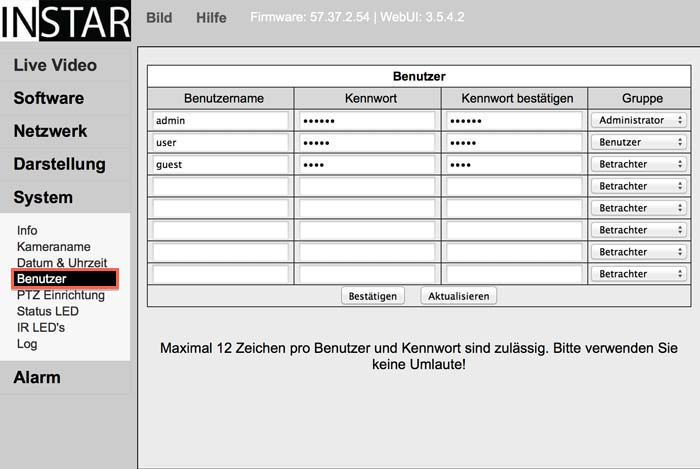 INSTAR
Bild Hilfe Firmware: 57.37.2.54 | WebUI: 3.5.4.2
Live Video
Software
Netzwerk
Darstellung
System
Info
Kameraname
Datum & Uhrzeit
Benutzer
PTZ Einrichtung
Status LED
IR LED's
Log
Alarm
Benutzer
Benutzername Kennwort Kennwort bestätigen Gruppe
admin •••••• •••••• Administrator
user ••••• ••••• Benutzer
guest •••• •••• Betrachter
Betrachter
Betrachter
Betrachter
Betrachter
Betrachter
Bestätigen Aktualisieren
Maximal 12 Zeichen pro Benutzer und Kennwort sind zulässig. Bitte verwenden Sie
keine Umlaute!